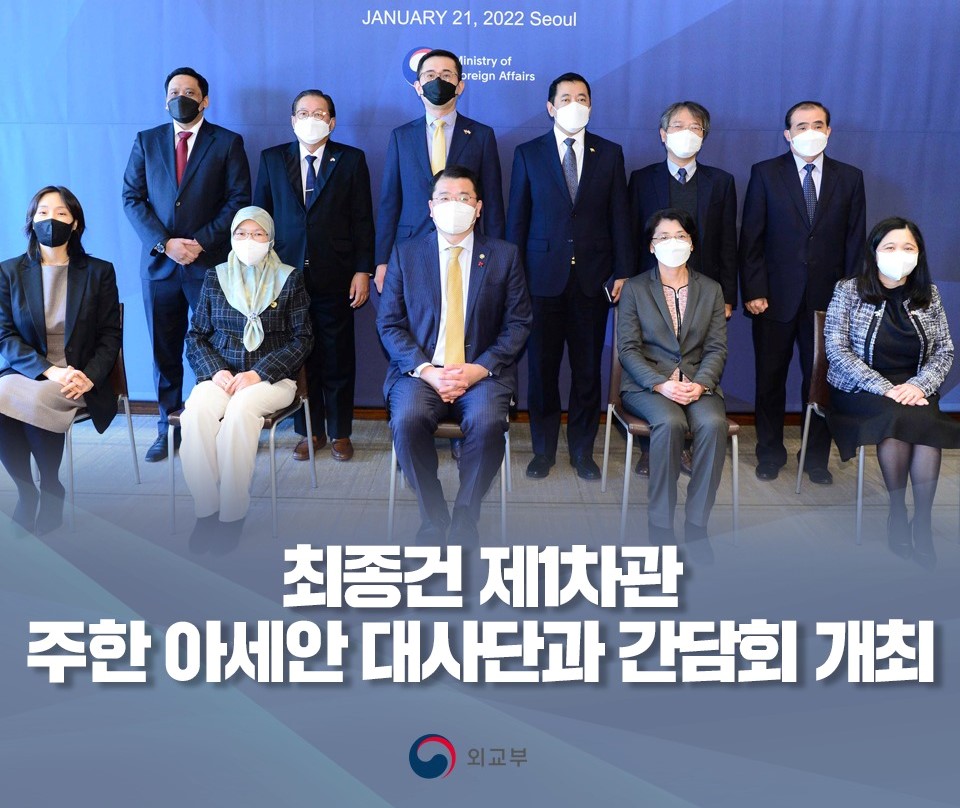 JANUARY 21, 2022 Seoul
Ministry of
Foreign Affairs
최종건 제1차관
주한 아세안 대사단과 간담회 개최
외교부